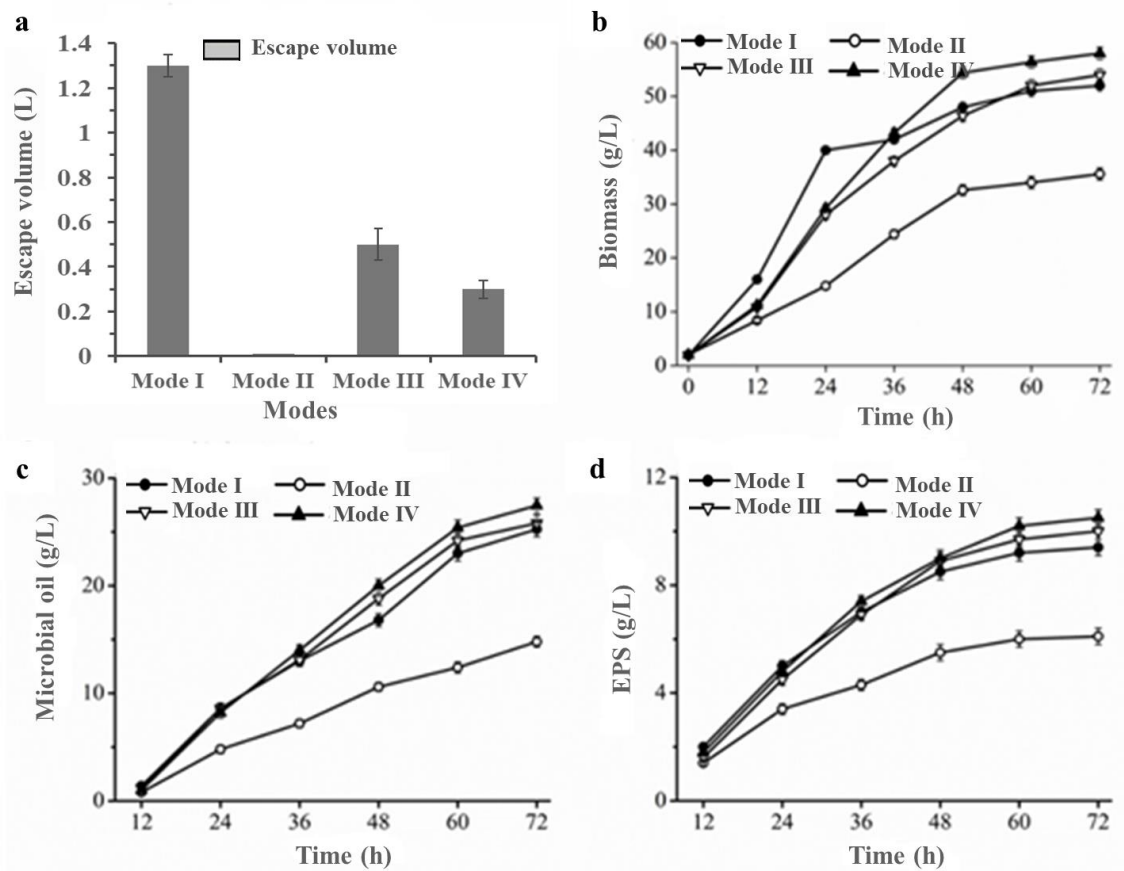 a
Escape volume
Escape volume (L)
1.4
1.2
1
0.8
0.6
0.4
0.2
0
Mode I Mode II Mode III Mode IV
Modes
b
Mode I Mode II
Mode III Mode IV
Biomass (g/L)
60
50
40
30
20
10
0
0 12 24 36 48 60 72
Time (h)
c
Mode I Mode II
Mode III Mode IV
Microbial oil (g/L)
30
20
10
0
12 24 36 48 60 72
Time (h)
d
Mode I Mode II
Mode III Mode IV
EPS (g/L)
12
8
4
0
12 24 36 48 60 72
Time (h)